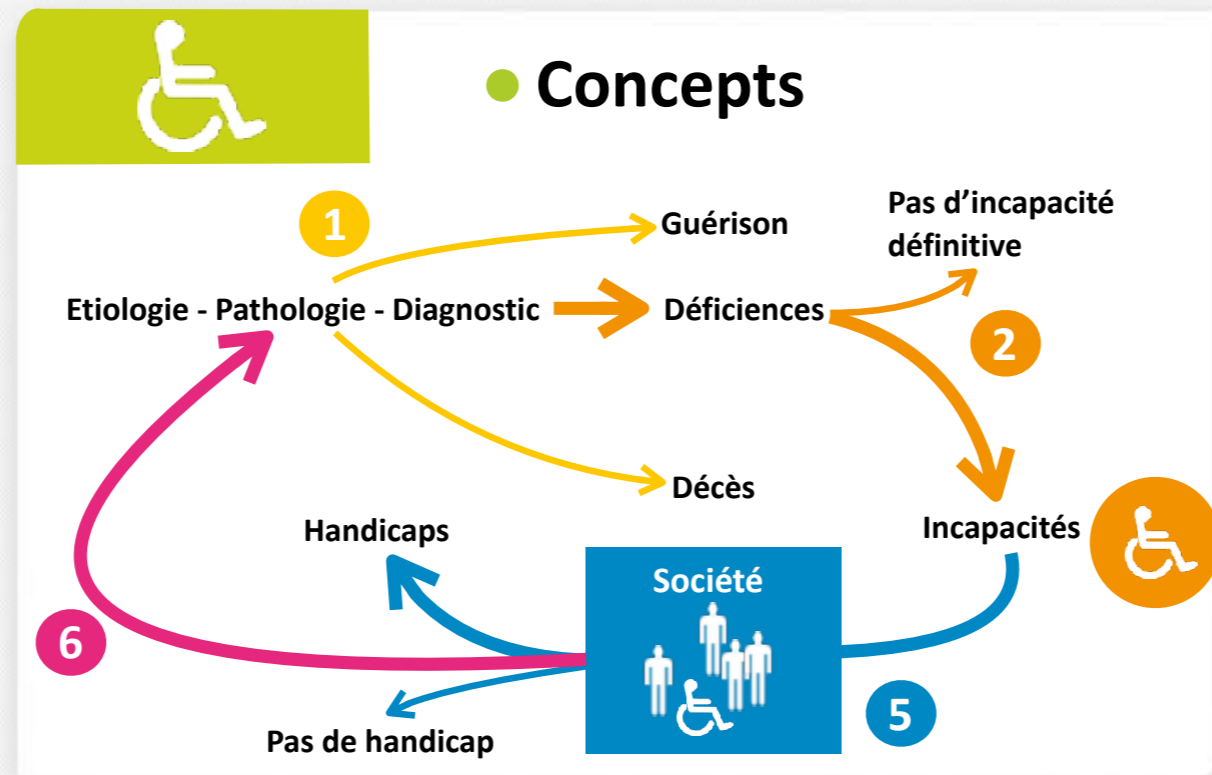 Concepts
1
Guérison
Pas d’incapacité
définitive
Etiologie - Pathologie - Diagnostic
Déficiences
2
Décès
Handicaps
Incapacités
Société
6
5
Pas de handicap